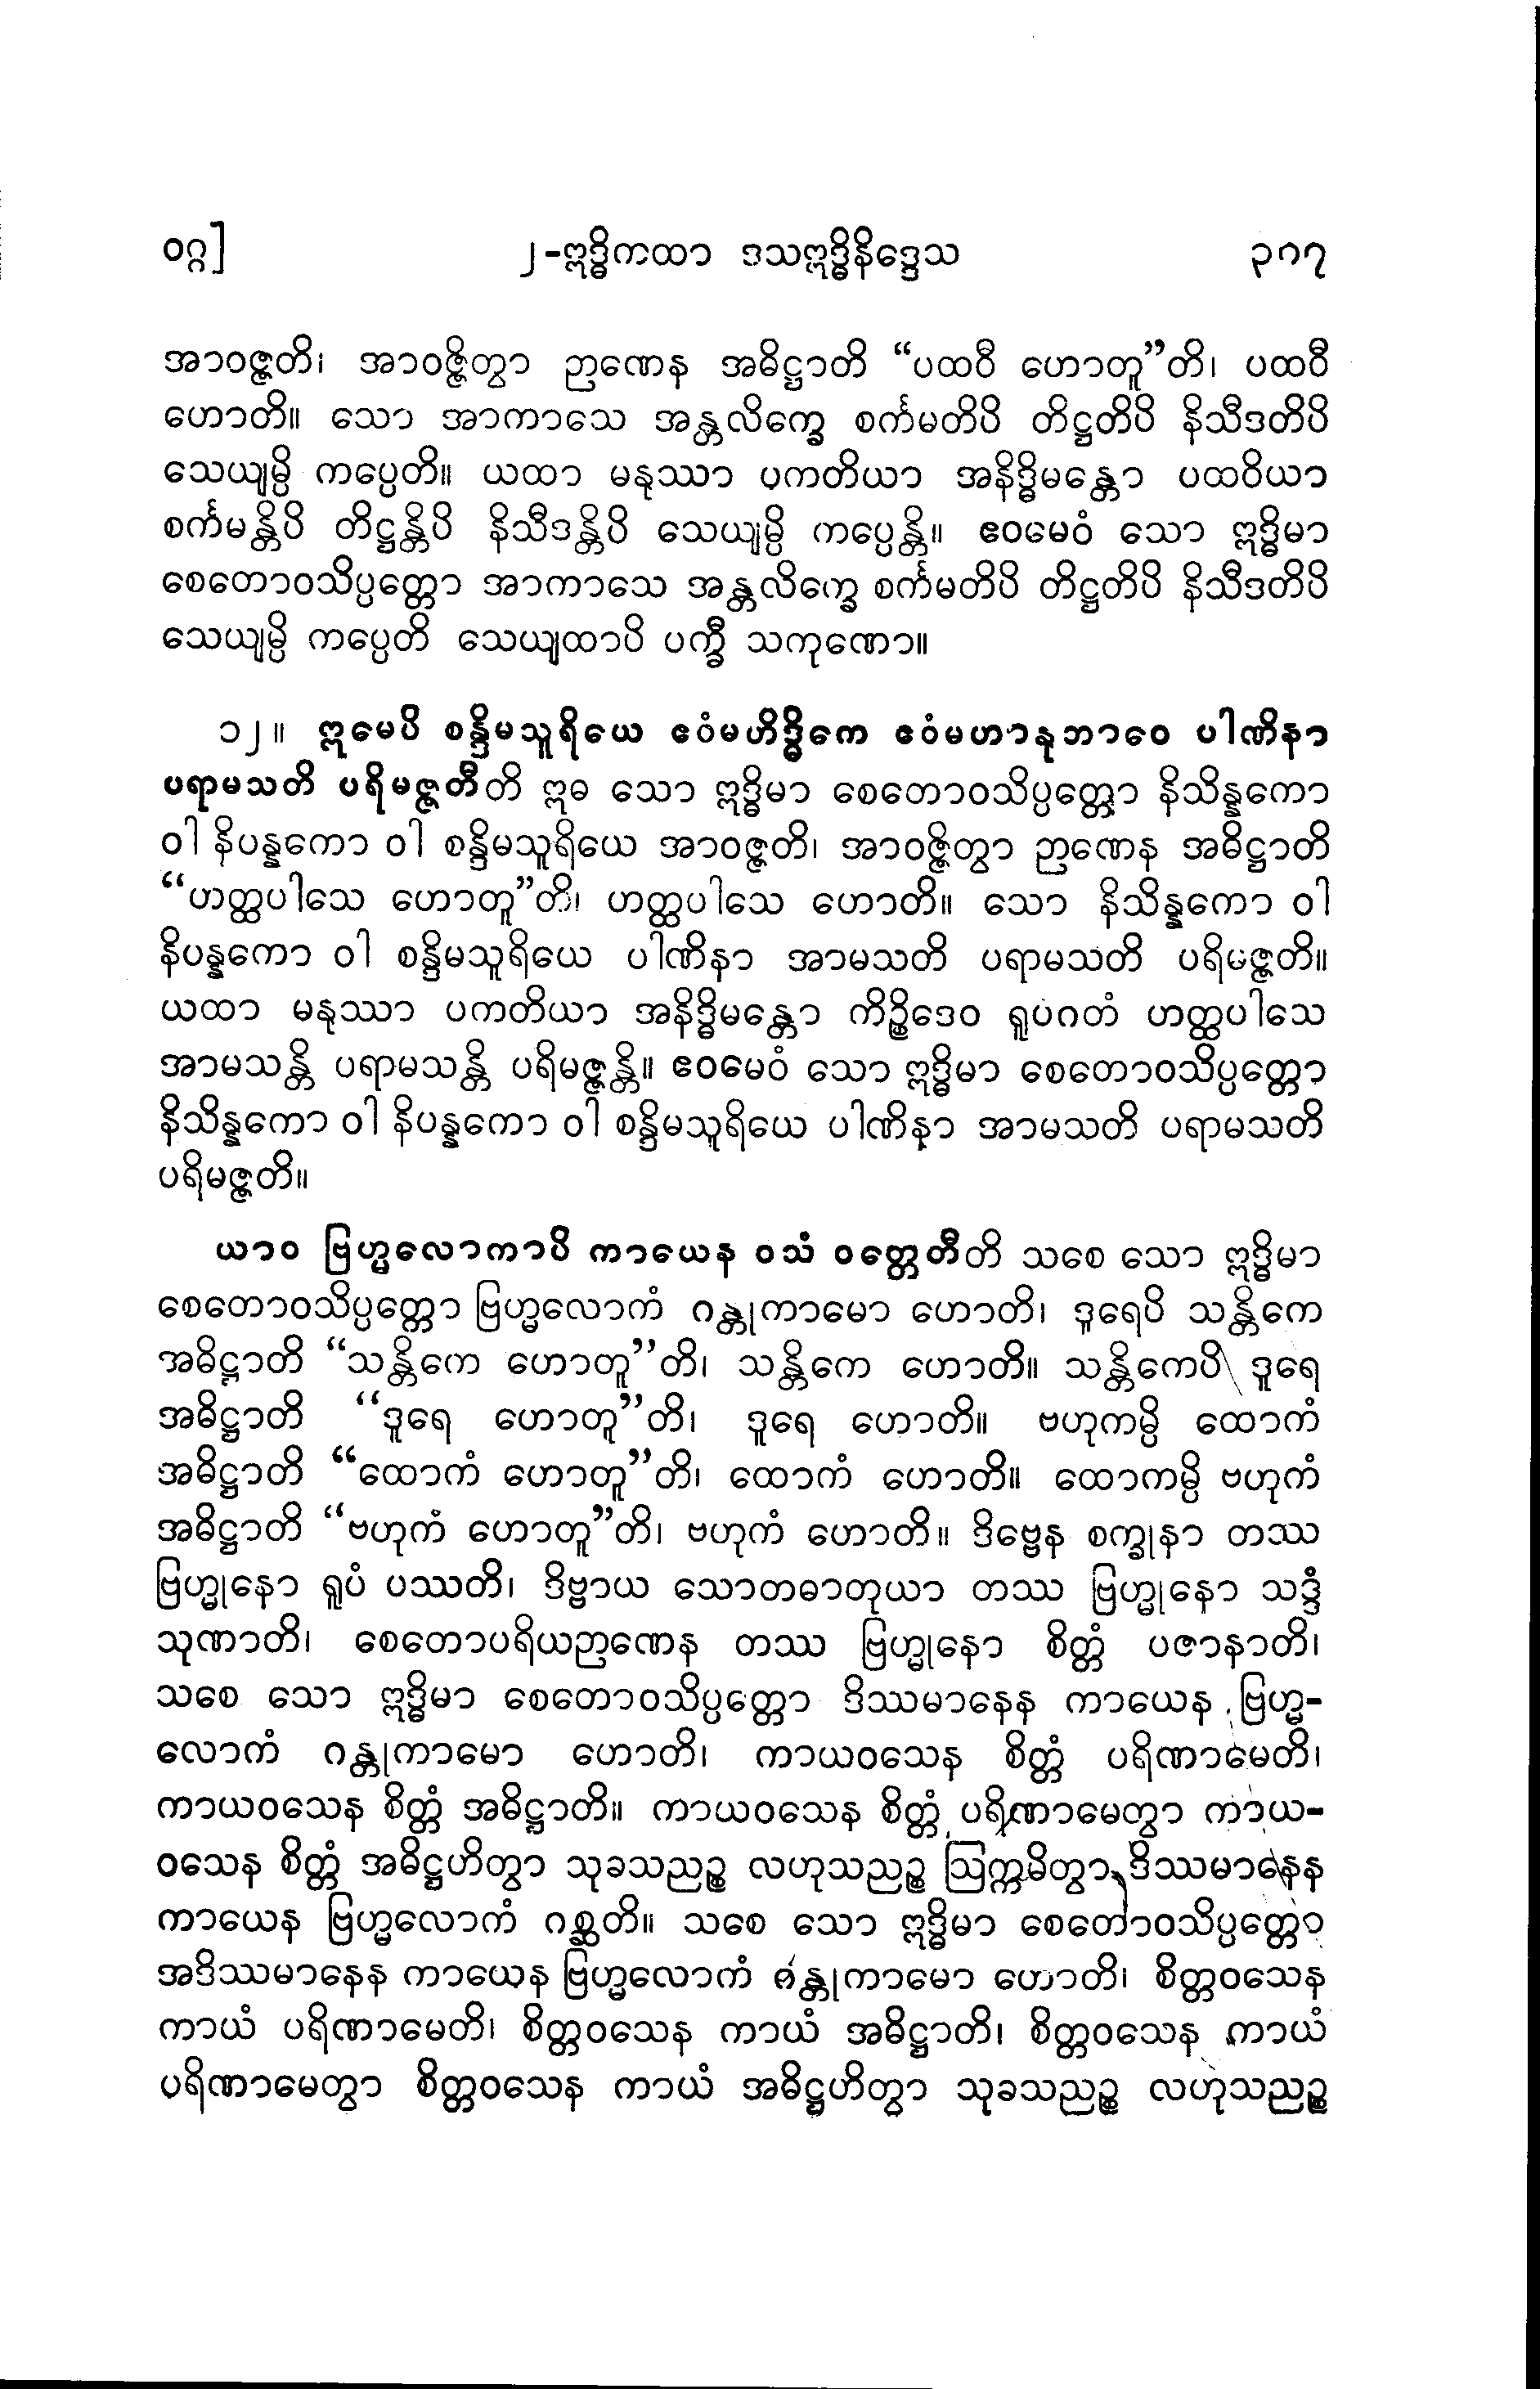 ဝဂ္ဂ]
၂-ဣဒ္ဓိကထာ ဒသဣဒ္ဓိနိဒ္ဒေသ
၃၈၇
အာဝဇ္ဇတိ၊ အာဝဇ္ဇိတွာ ဉာဏေန အဓိဋ္ဌာတိ “ပထဝီ ဟောတူ”တိ၊ ပထဝီ
ဟောတိ။ သော အာကာသေ အန္တလိက္ခေ စင်္ကမတိပိ တိဋ္ဌတိပိ နိသီဒတိပိ
သေယျမ္ပိ ကပ္ပေတိ။ ယထာ မနုဿာ ပကတိယာ အနိဒ္ဓိမန္တော ပထဝိယာ
စင်္ကမန္တိပိ တိဋ္ဌန္တိပိ နိသီဒန္တိပိ သေယျမ္ပိ ကပ္ပေန္တိ။ ဧဝမေဝံ သော ဣဒ္ဓိမာ
စေတောဝသိပ္ပတ္တော အာကာသေ အန္တလိက္ခေ စင်္ကမတိပိ တိဋ္ဌတိပိ နိသီဒတိပိ
သေယျမ္ပိ ကပ္ပေတိ သေယျထာပိ ပက္ခီ သကုဏော။
၁၂။ ဣမေပိ စန္ဒိမသူရိယေ ဧဝံမဟိဒ္ဓိကေ ဧဝံမဟာနုဘာဝေ ပါဏိနာ
ပရာမသတိ ပရိမဇ္ဇတီတိ ဣဓ သော ဣဒ္ဓိမာ စေတောဝသိပ္ပတ္တော နိသိန္နကော
ဝါ နိပန္နကော ဝါ စန္ဒိမသူရိယေ အာဝဇ္ဇတိ၊ အာဝဇ္ဇိတွာ ဉာဏေန အဓိဋ္ဌာတိ
“ဟတ္ထပါသေ ဟောတူ”တိ၊ ဟတ္ထပါသေ ဟောတိ။ သော နိသိန္နကော ဝါ
နိပန္နကော ဝါ စန္ဒိမသူရိယေ ပါဏိနာ အာမသတိ ပရာမသတိ ပရိမဇ္ဇတိ။
ယထာ မနုဿာ ပကတိယာ အနိဒ္ဓိမန္တော ကိဉ္စိဒေဝ ရူပဂတံ ဟတ္ထပါသေ
အာမသန္တိ ပရာမသန္တိ ပရိမဇ္ဇန္တိ။ ဧဝမေဝံ သော ဣဒ္ဓိမာ စေတောဝသိပ္ပတ္တော
နိသိန္နကော ဝါ နိပန္နကော ဝါ စန္ဒိမသူရိယေ ပါဏိနာ အာမသတိ ပရာမသတိ
ပရိမဇ္ဇတိ။
ယာဝ ဗြဟ္မလောကာပိ ကာယေန ဝသံ ဝတ္တေတီတိ သစေ သော ဣဒ္ဓိမာ
စေတောဝသိပ္ပတ္တော ဗြဟ္မလောကံ ဂန္တုကာမော ဟောတိ၊ ဒူရေပိ သန္တိကေ
အဓိဋ္ဌာတိ “သန္တိကေ ဟောတူ”တိ၊ သန္တိကေ ဟောတိ။ သန္တိကေပိ ဒူရေ
အဓိဋ္ဌာတိ “ဒူရေ ဟောတူ”တိ၊ ဒူရေ ဟောတိ။ ဗဟုကမ္ပိ ထောကံ
အဓိဋ္ဌာတိ “ထောကံ ဟောတူ”တိ၊ ထောကံ ဟောတိ။ ထောကမ္ပိ ဗဟုကံ
အဓိဋ္ဌာတိ “ဗဟုကံ ဟောတူ”တိ၊ ဗဟုကံ ဟောတိ။ ဒိဗ္ဗေန စက္ခုနာ တဿ
ဗြဟ္မုနော ရူပံ ပဿတိ၊ ဒိဗ္ဗာယ သောတဓာတုယာ တဿ ဗြဟ္မုနော သဒ္ဒံ
သုဏာတိ၊ စေတောပရိယဉာဏေန တဿ ဗြဟ္မုနော စိတ္တံ ပဇာနာတိ၊
သစေ သော ဣဒ္ဓိမာ စေတောဝသိပ္ပတ္တော ဒိဿမာနေန ကာယေန ဗြဟ္မ-
လောကံ ဂန္တုကာမော ဟောတိ၊ ကာယဝသေန စိတ္တံ ပရိဏာမေတိ၊
ကာယဝသေန စိတ္တံ အဓိဋ္ဌာတိ။ ကာယဝသေန စိတ္တံ ပရိဏာမေတွာ ကာယ-
ဝသေန စိတ္တံ အဓိဋ္ဌဟိတွာ သုခသညဉ္စ လဟုသညဉ္စ ဩက္ကမိတွာ ဒိဿမာနေန
ကာယေန ဗြဟ္မလောကံ ဂစ္ဆတိ။ သစေ သော ဣဒ္ဓိမာ စေတောဝသိပ္ပတ္တော
အဒိဿမာနေန ကာယေန ဗြဟ္မလောကံ ဂန္တုကာမော ဟောတိ၊ စိတ္တဝသေန
ကာယံ ပရိဏာမေတိ၊ စိတ္တဝသေန ကာယံ အဓိဋ္ဌာတိ၊ စိတ္တဝသေန ကာယံ
ပရိဏာမေတွာ စိတ္တဝသေန ကာယံ အဓိဋ္ဌဟိတွာ သုခသညဉ္စ လဟုသညဉ္စ